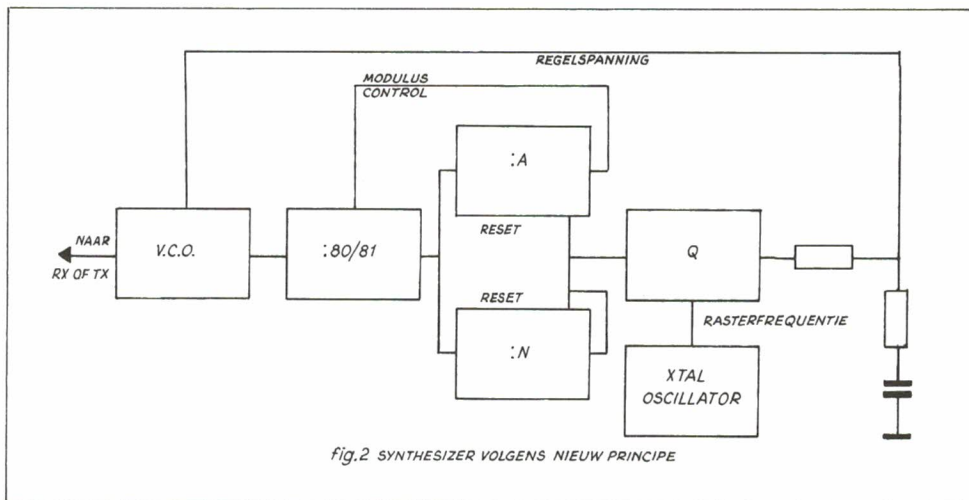 REGELSPANNING
MODULUS
CONTROL
:A
RESET
NAAR
RX OF TX
V.C.O.
:80/81
Q
RESET
:N
RASTERFREQUENTIE
XTAL
OSCILLATOR
fig.2 SYNTHESIZER VOLGENS NIEUW PRINCIPE